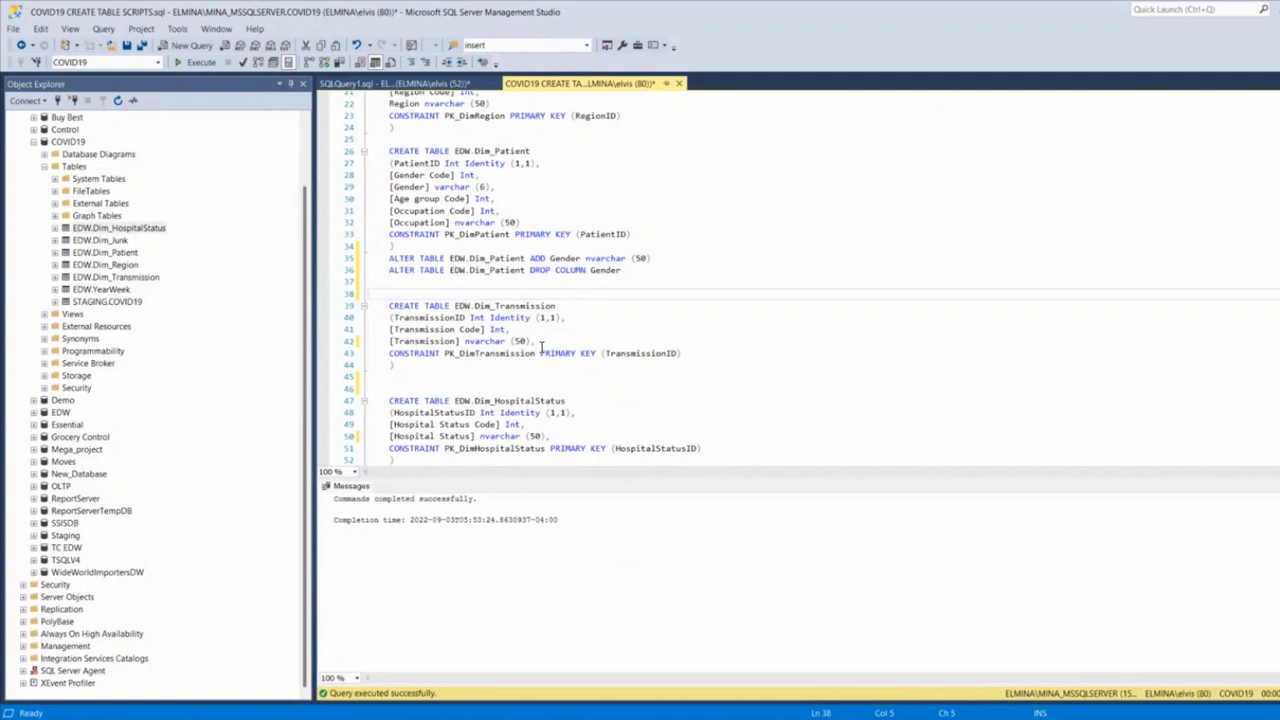 COVID19 CREATE TABLE SCRIPTS.sql - ELMINA\MINA_MSSQLSERVER.COVID19 (ELMINA\elvis (80))* - Microsoft SQL Server Management Studio
Quick Launch (Ctrl+Q)
File Edit View Query Project Tools Window Help
New Query
insert
COVID19
Execute
Object Explorer
SQLQuery1.sql - EL...(ELMINA\elvis (52))*
COVID19 CREATE TA...LMINA\elvis (80))*
Connect
Buy Best
Control
COVID19
Database Diagrams
Tables
System Tables
FileTables
External Tables
Graph Tables
EDW.Dim_HospitalStatus
EDW.Dim_Junk
EDW.Dim_Patient
EDW.Dim_Region
EDW.Dim_Transmission
EDW.YearWeek
STAGING.COVID19
Views
External Resources
Synonyms
Programmability
Service Broker
Storage
Security
Demo
EDW
Essential
Grocery Control
Mega_project
Moves
New_Database
OLTP
ReportServer
ReportServerTempDB
SSISDB
Staging
TC EDW
TSQLV4
WideWorldImportersDW
Security
Server Objects
Replication
PolyBase
Always On High Availability
Management
Integration Services Catalogs
SQL Server Agent
XEvent Profiler
21 [Region Code] Int,
22 Region nvarchar (50)
23 CONSTRAINT PK_DimRegion PRIMARY KEY (RegionID)
24 )
25
26 CREATE TABLE EDW.Dim_Patient
27 (PatientID Int Identity (1,1),
28 [Gender Code] Int,
29 [Gender] varchar (6),
30 [Age group Code] Int,
31 [Occupation Code] Int,
32 [Occupation] nvarchar (50)
33 CONSTRAINT PK_DimPatient PRIMARY KEY (PatientID)
34 )
35 ALTER TABLE EDW.Dim_Patient ADD Gender nvarchar (50)
36 ALTER TABLE EDW.Dim_Patient DROP COLUMN Gender
37
38
39 CREATE TABLE EDW.Dim_Transmission
40 (TransmissionID Int Identity (1,1),
41 [Transmission Code] Int,
42 [Transmission] nvarchar (50),
43 CONSTRAINT PK_DimTransmission PRIMARY KEY (TransmissionID)
44 )
45
46
47 CREATE TABLE EDW.Dim_HospitalStatus
48 (HospitalStatusID Int Identity (1,1),
49 [Hospital Status Code] Int,
50 [Hospital Status] nvarchar (50),
51 CONSTRAINT PK_DimHospitalStatus PRIMARY KEY (HospitalStatusID)
52 )
100 %
Messages
Commands completed successfully.
Completion time: 2022-09-03T05:53:24.8630937-04:00
100 %
Query executed successfully.
ELMINA\MINA_MSSQLSERVER (15... ELMINA\elvis (80) COVID19 00:00
Ready
Ln 38 Col 5 Ch 5 INS